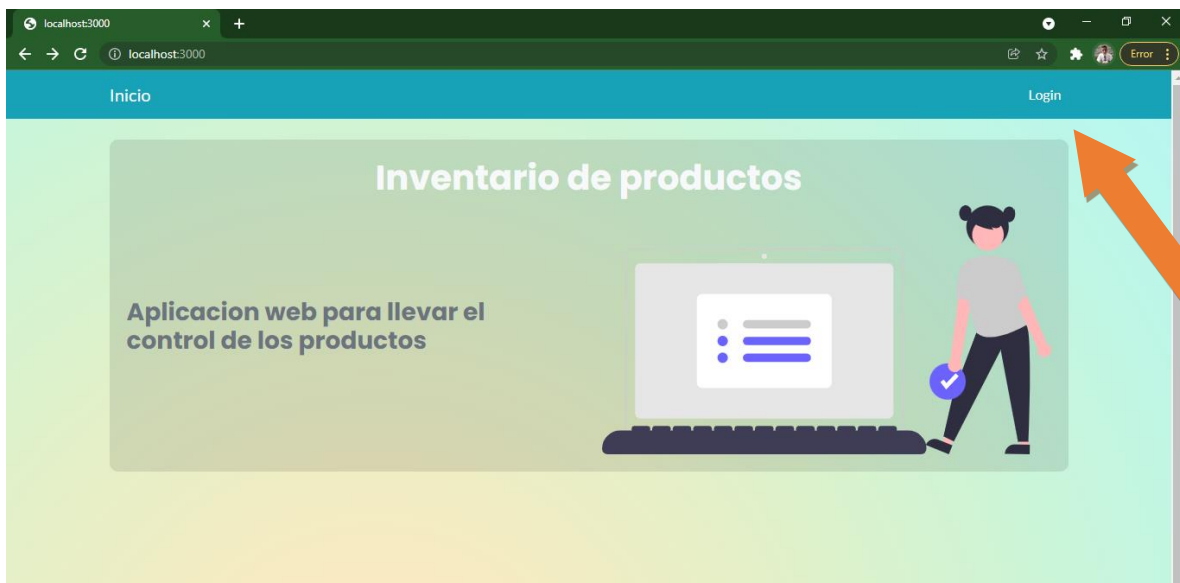 localhost:3000
localhost:3000
Error
Inicio
Login
Inventario de productos
Aplicacion web para llevar el
control de los productos